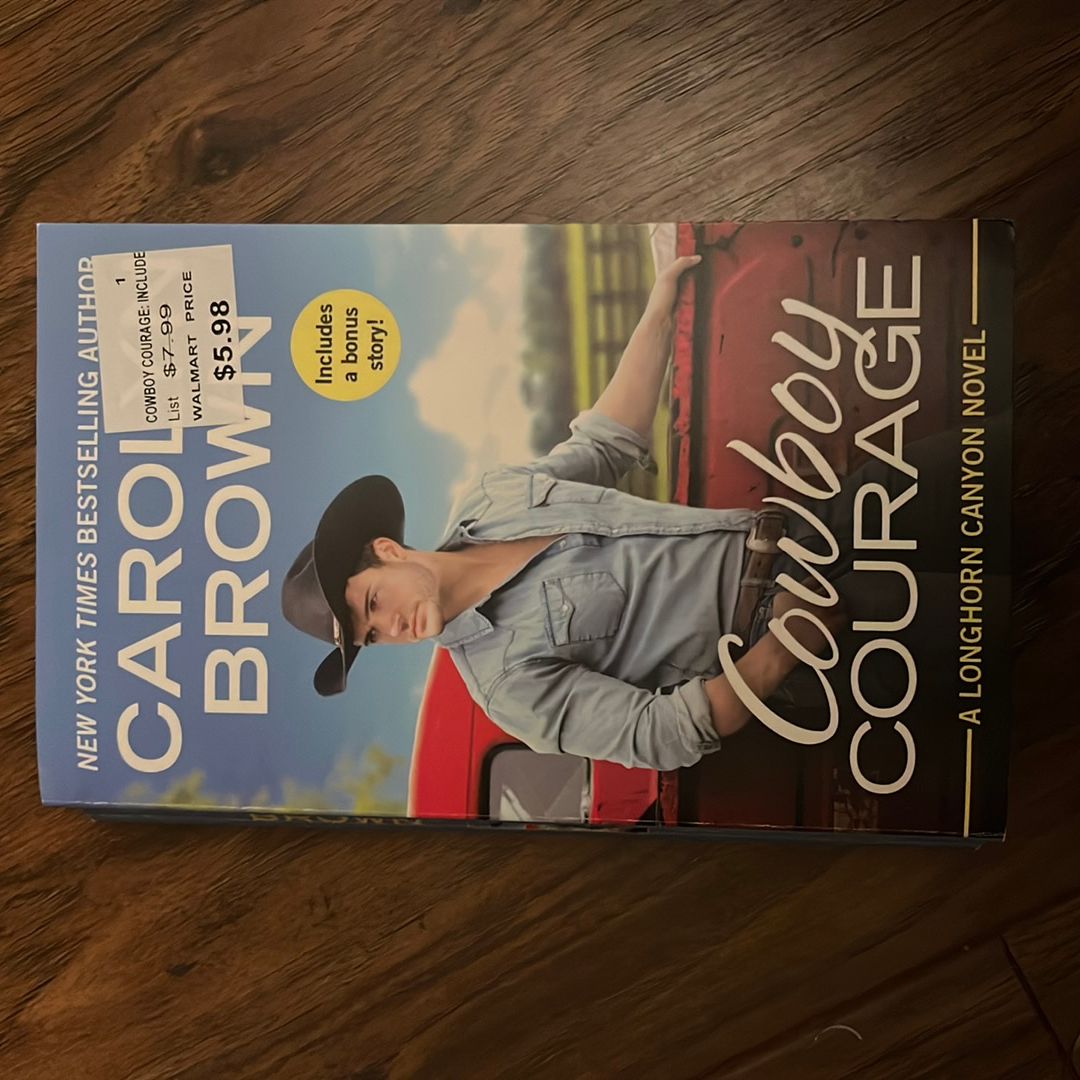 NEW YORK TIMES BESTSELLING AUTHOR
CAROL
BROWN
COWBOY COURAGE: INCLUDE 1
List $7.99
WALMART PRICE
$5.98
Includes
a bonus
story!
Cowboy
COURAGE
A LONGHORN CANYON NOVEL
BROWN